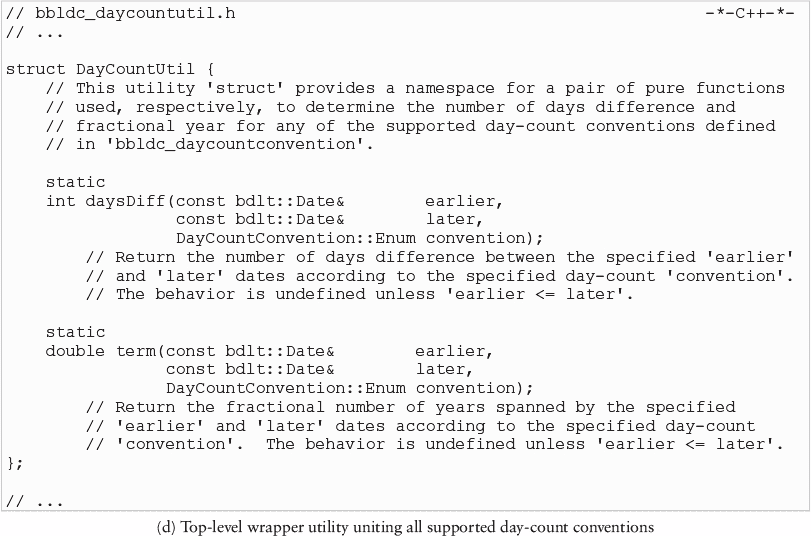 // bbldc_daycountutil.h                                               -*-C++-*-
// ...

struct DayCountUtil {
    // This utility 'struct' provides a namespace for a pair of pure functions
    // used, respectively, to determine the number of days difference and
    // fractional year for any of the supported day-count conventions defined
    // in 'bbldc_daycountconvention'.

    static
    int daysDiff(const bdlt::Date&        earlier,
                 const bdlt::Date&        later,
                 DayCountConvention::Enum convention);
        // Return the number of days difference between the specified 'earlier'
        // and 'later' dates according to the specified day-count 'convention'.
        // The behavior is undefined unless 'earlier <= later'.

    static
    double term(const bdlt::Date&        earlier,
                const bdlt::Date&        later,
                DayCountConvention::Enum convention);
        // Return the fractional number of years spanned by the specified
        // 'earlier' and 'later' dates according to the specified day-count
        // 'convention'.  The behavior is undefined unless 'earlier <= later'.
};

// ...
(d) Top-level wrapper utility uniting all supported day-count conventions